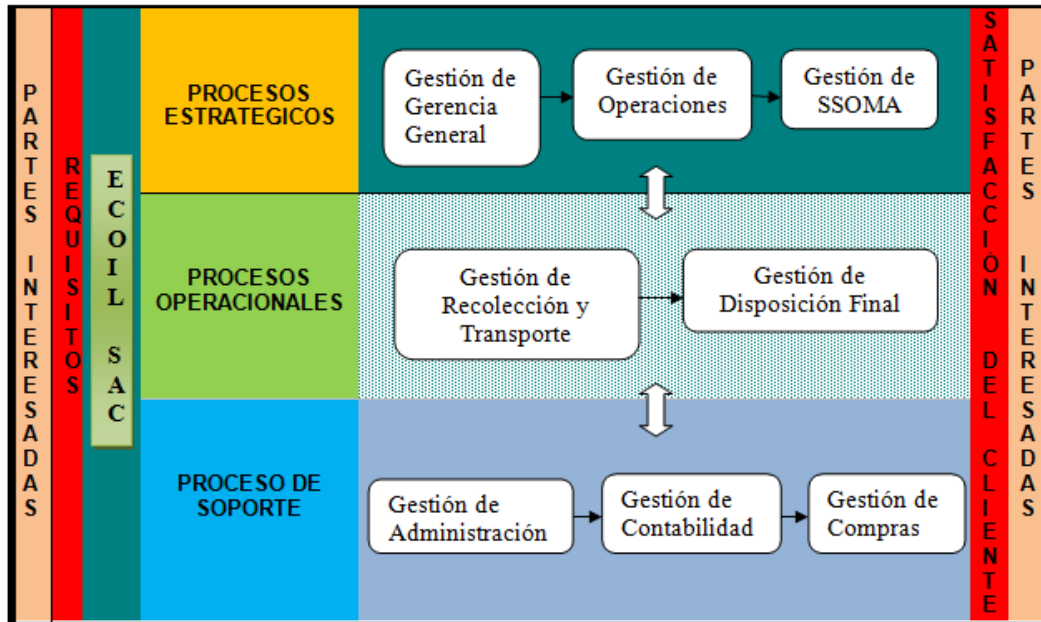 PARTES INTERESADAS
REQUISITOS
ECOIL SAC
PROCESOS
ESTRATEGICOS
Gestión de
Gerencia
General
Gestión de
Operaciones
Gestión de
SSOMA
PROCESOS
OPERACIONALES
Gestión de
Recolección y
Transporte
Gestión de
Disposición Final
PROCESO DE
SOPORTE
Gestión de
Administración
Gestión de
Contabilidad
Gestión de
Compras
SATISFACCIÓN DEL CLIENTE
PARTES INTERESADAS